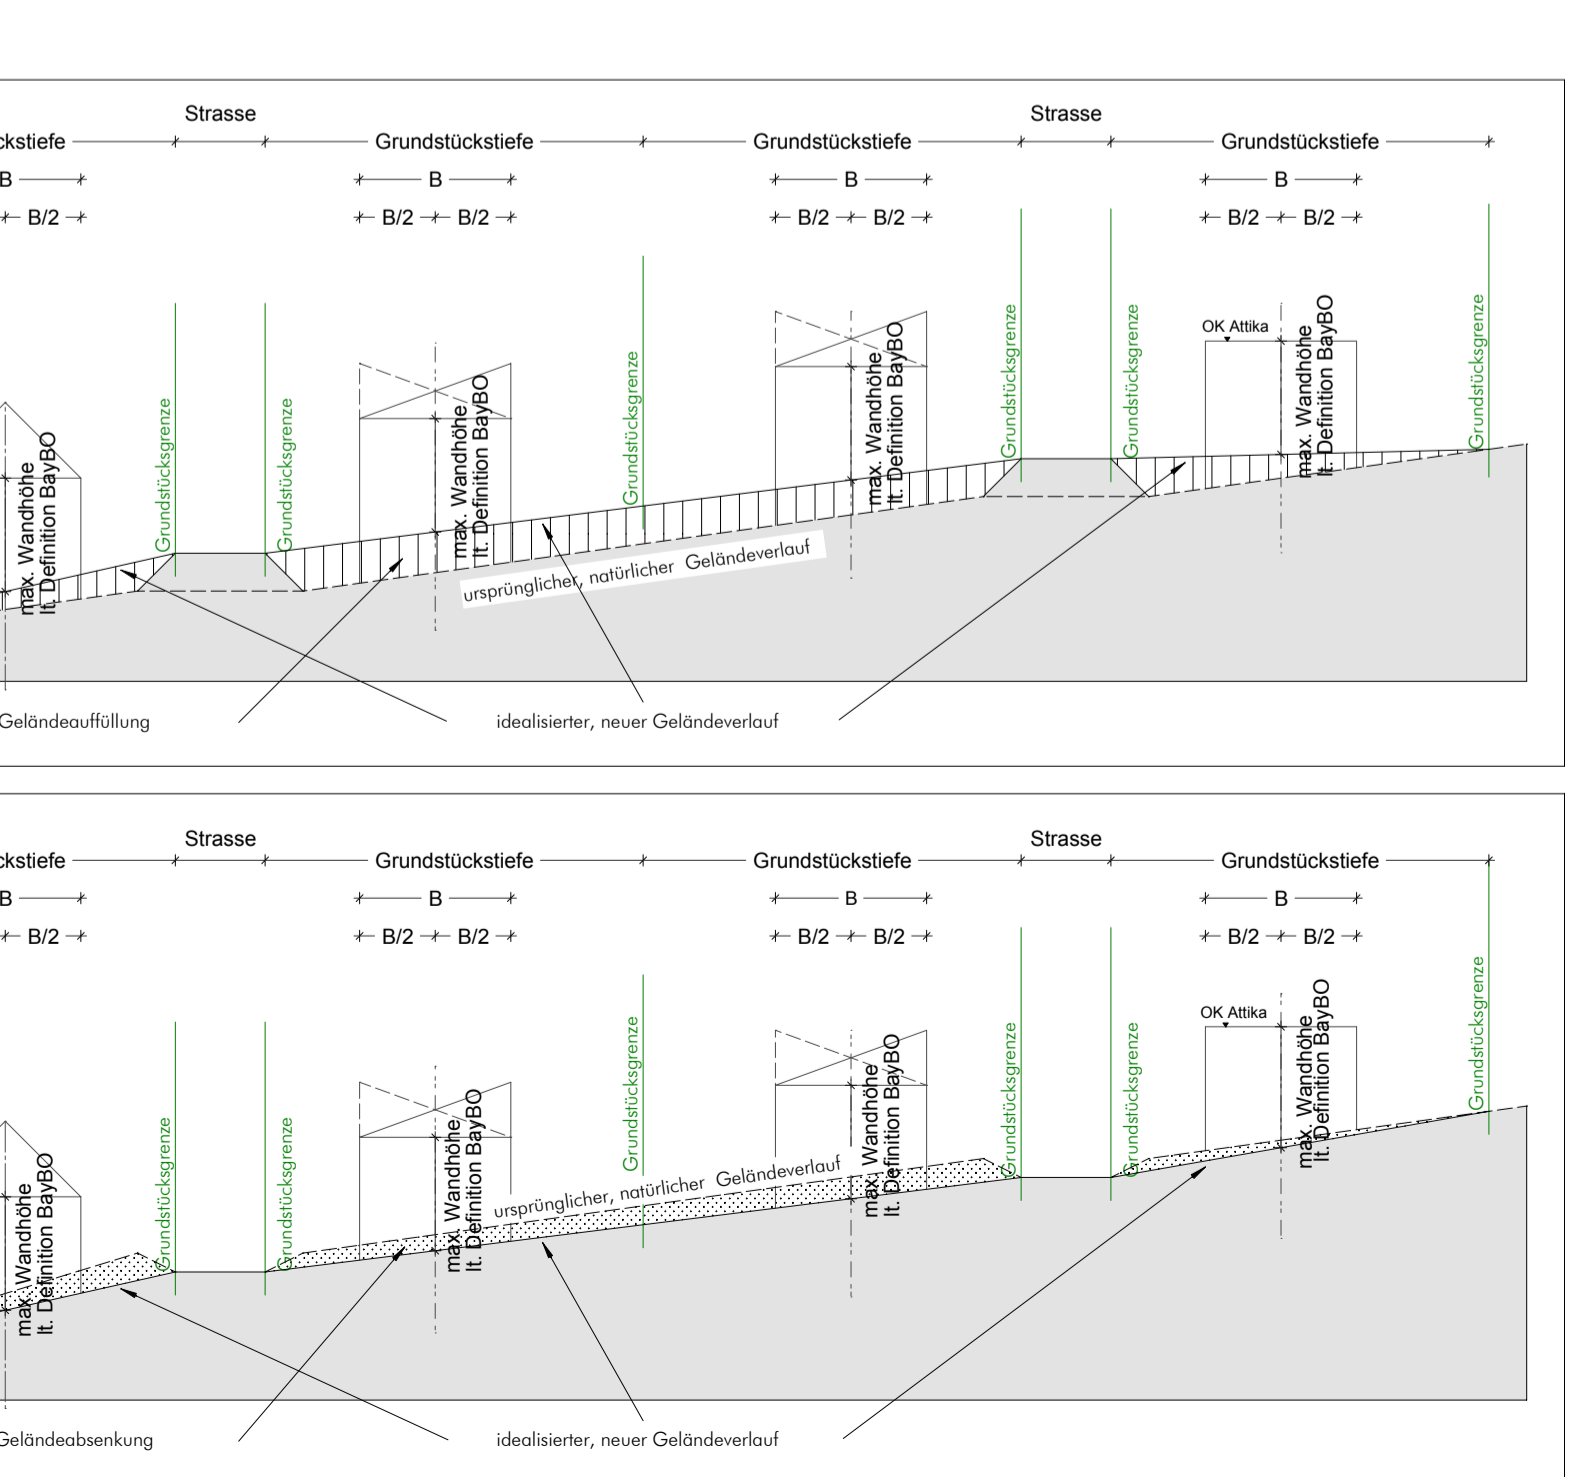 Strasse Strasse
ckstiefe Grundstückstiefe Grundstückstiefe Grundstückstiefe
B B B B
B/2 B/2 B/2 B/2 B/2 B/2 B/2
OK Attika
max. Wandhöhe
lt. Definition BayBO
Grundstücksgrenze
Grundstücksgrenze
max. Wandhöhe
lt. Definition BayBO
Grundstücksgrenze
max. Wandhöhe
lt. Definition BayBO
Grundstücksgrenze
Grundstücksgrenze
max. Wandhöhe
lt. Definition BayBO
Grundstücksgrenze
ursprünglicher, natürlicher Geländeverlauf
Geländeauffüllung idealisierter, neuer Geländeverlauf
Strasse Strasse
ckstiefe Grundstückstiefe Grundstückstiefe Grundstückstiefe
B B B B
B/2 B/2 B/2 B/2 B/2 B/2 B/2
OK Attika
max. Wandhöhe
lt. Definition BayBO
Grundstücksgrenze
Grundstücksgrenze
max. Wandhöhe
lt. Definition BayBO
Grundstücksgrenze
max. Wandhöhe
lt. Definition BayBO
Grundstücksgrenze
Grundstücksgrenze
max. Wandhöhe
lt. Definition BayBO
Grundstücksgrenze
ursprünglicher, natürlicher Geländeverlauf
Geländeabsenkung idealisierter, neuer Geländeverlauf